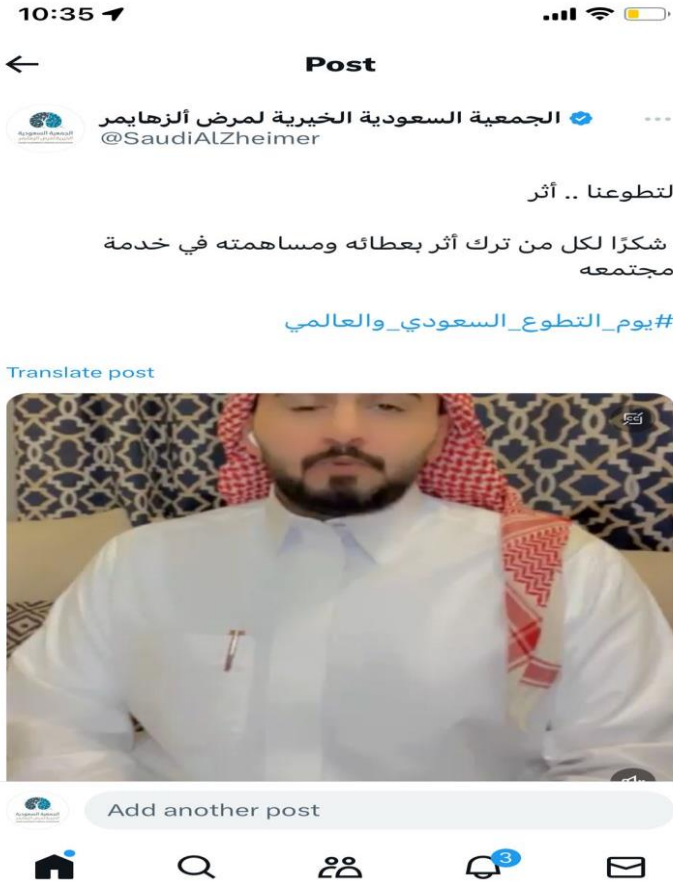 10:35
Post
الجمعية السعودية الخيرية لمرض ألزهايمر
@SaudiAlZheimer
لتطوعنا .. أثر
شكرًا لكل من ترك أثر بعطائه ومساهمته في خدمة
مجتمعه
#يوم_التطوع_السعودي_والعالمي
Translate post
Add another post
3